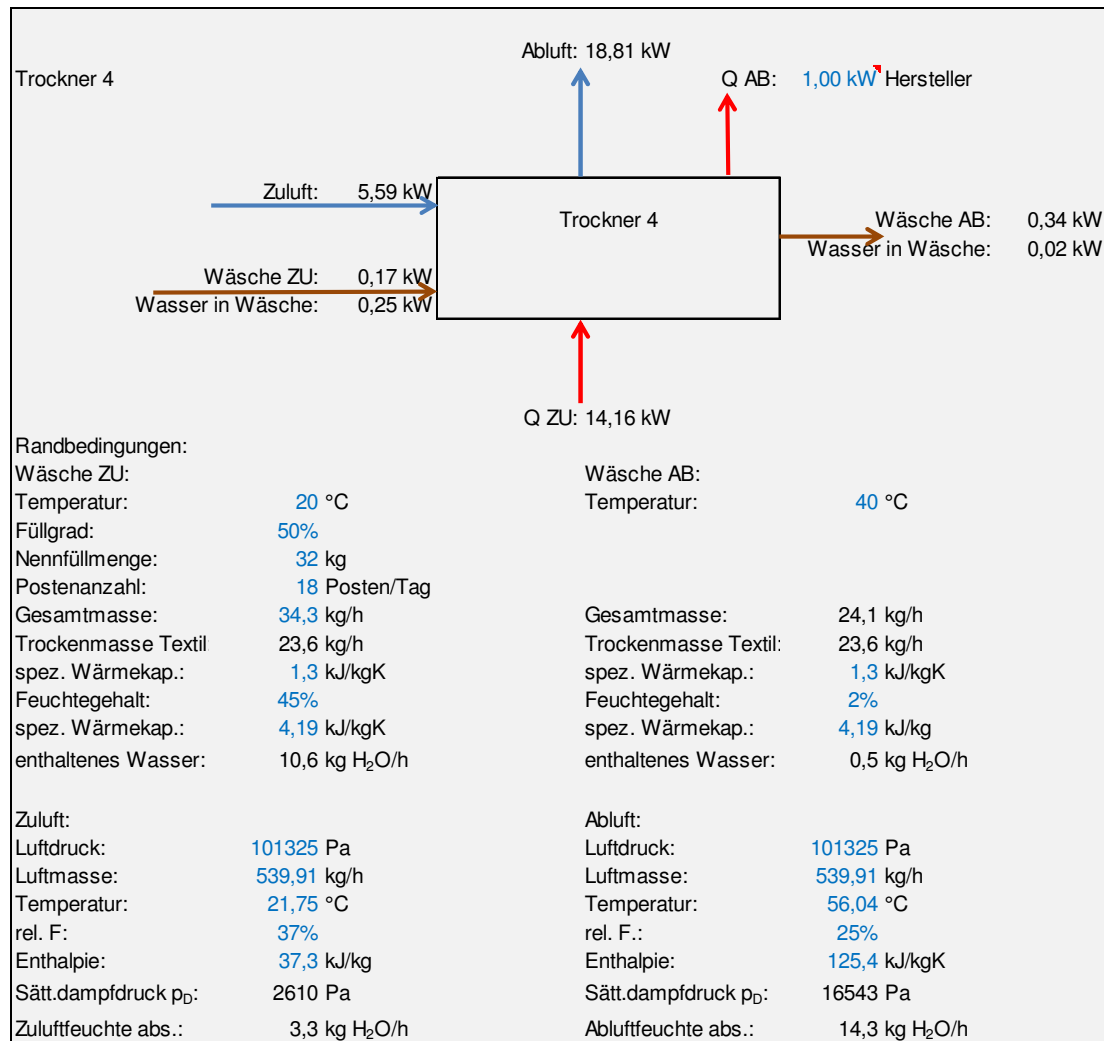 Abluft: 18,81 kW
Trockner 4 Q AB: 1,00 kW Hersteller
Zuluft: 5,59 kW
Trockner 4
Wäsche AB: 0,34 kW
Wasser in Wäsche: 0,02 kW
Wäsche ZU: 0,17 kW
Wasser in Wäsche: 0,25 kW
Q ZU: 14,16 kW
Randbedingungen:
Wäsche ZU: Wäsche AB:
Temperatur: 20 °C Temperatur: 40 °C
Füllgrad: 50%
Nennfüllmenge: 32 kg
Postenanzahl: 18 Posten/Tag
Gesamtmasse: 34,3 kg/h Gesamtmasse: 24,1 kg/h
Trockenmasse Textil: 23,6 kg/h Trockenmasse Textil: 23,6 kg/h
spez. Wärmekap.: 1,3 kJ/kgK spez. Wärmekap.: 1,3 kJ/kgK
Feuchtegehalt: 45% Feuchtegehalt: 2%
spez. Wärmekap.: 4,19 kJ/kgK spez. Wärmekap.: 4,19 kJ/kg
enthaltenes Wasser: 10,6 kg H₂O/h enthaltenes Wasser: 0,5 kg H₂O/h
Zuluft: Abluft:
Luftdruck: 101325 Pa Luftdruck: 101325 Pa
Luftmasse: 539,91 kg/h Luftmasse: 539,91 kg/h
Temperatur: 21,75 °C Temperatur: 56,04 °C
rel. F: 37% rel. F.: 25%
Enthalpie: 37,3 kJ/kg Enthalpie: 125,4 kJ/kgK
Sätt.dampfdruck p_D: 2610 Pa Sätt.dampfdruck p_D: 16543 Pa
Zuluftfeuchte abs.: 3,3 kg H₂O/h Abluftfeuchte abs.: 14,3 kg H₂O/h